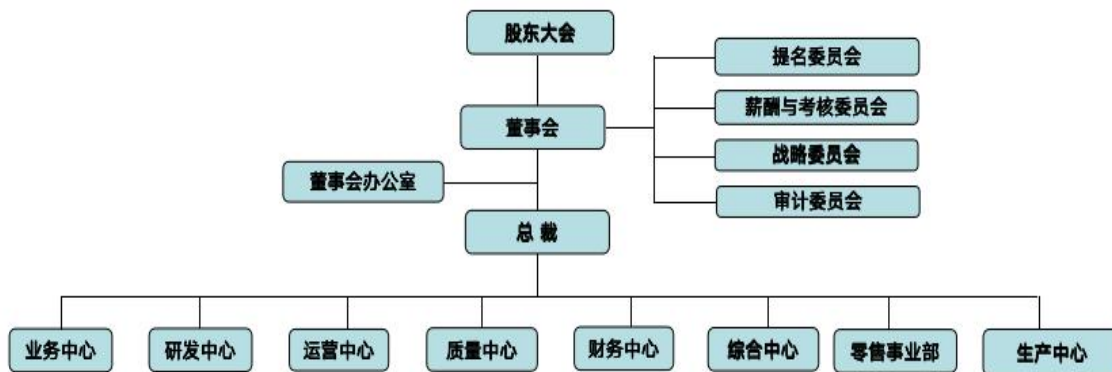 股东大会
提名委员会
薪酬与考核委员会
董事会
战略委员会
董事会办公室
审计委员会
总 裁
业务中心
研发中心
运营中心
质量中心
财务中心
综合中心
零售事业部
生产中心